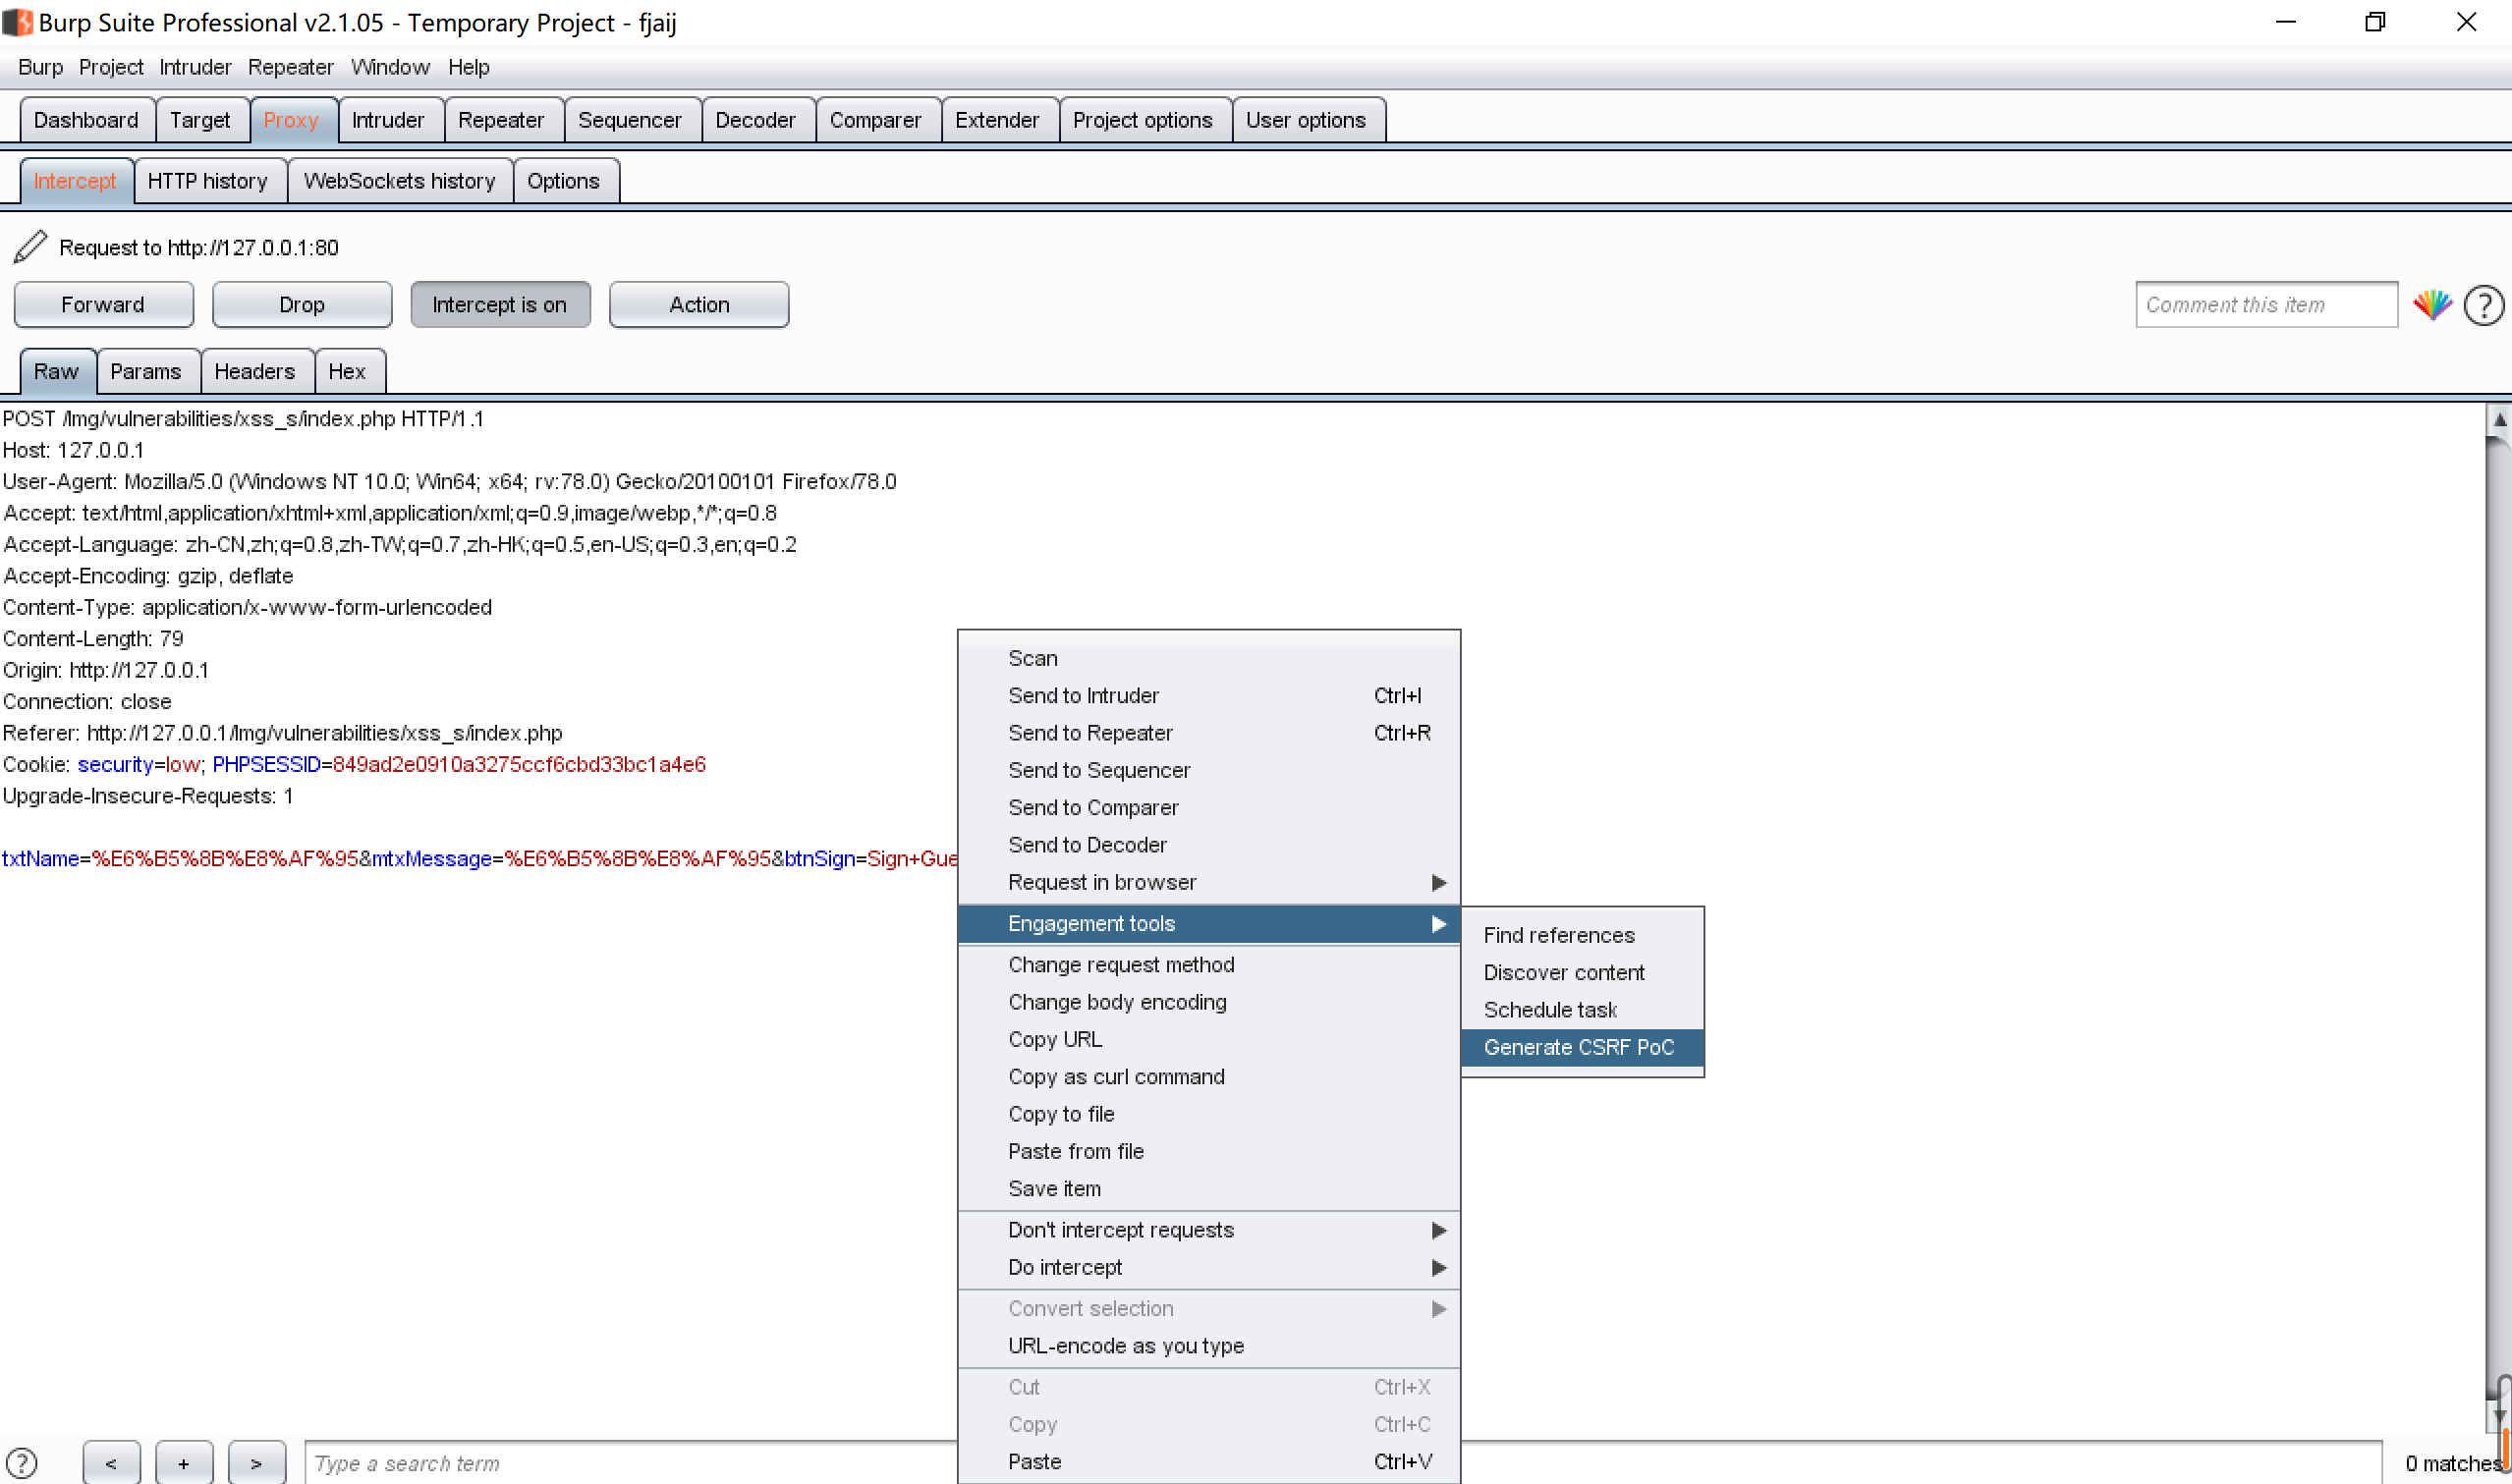 Burp Suite Professional v2.1.05 - Temporary Project - fjaij
Burp Project Intruder Repeater Window Help
Dashboard Target Proxy Intruder Repeater Sequencer Decoder Comparer Extender Project options User options
Intercept HTTP history WebSockets history Options
Request to http://127.0.0.1:80
Forward Drop Intercept is on Action Comment this item ?
Raw Params Headers Hex
POST /lmg/vulnerabilities/xss_s/index.php HTTP/1.1
Host: 127.0.0.1
User-Agent: Mozilla/5.0 (Windows NT 10.0; Win64; x64; rv:78.0) Gecko/20100101 Firefox/78.0
Accept: text/html,application/xhtml+xml,application/xml;q=0.9,image/webp,*/*;q=0.8
Accept-Language: zh-CN,zh;q=0.8,zh-TW;q=0.7,zh-HK;q=0.5,en-US;q=0.3,en;q=0.2
Accept-Encoding: gzip, deflate
Content-Type: application/x-www-form-urlencoded
Content-Length: 79
Origin: http://127.0.0.1
Connection: close
Referer: http://127.0.0.1/lmg/vulnerabilities/xss_s/index.php
Cookie: security=low; PHPSESSID=849ad2e0910a3275ccf6cbd33bc1a4e6
Upgrade-Insecure-Requests: 1
txtName=%E6%B5%8B%E8%AF%95&mtxMessage=%E6%B5%8B%E8%AF%95&btnSign=Sign+Gue
Scan
Send to Intruder Ctrl+I
Send to Repeater Ctrl+R
Send to Sequencer
Send to Comparer
Send to Decoder
Request in browser
Engagement tools
Change request method
Change body encoding
Copy URL
Copy as curl command
Copy to file
Paste from file
Save item
Don't intercept requests
Do intercept
Convert selection
URL-encode as you type
Cut Ctrl+X
Copy Ctrl+C
Paste Ctrl+V
Find references
Discover content
Schedule task
Generate CSRF PoC
? < + > Type a search term 0 matches